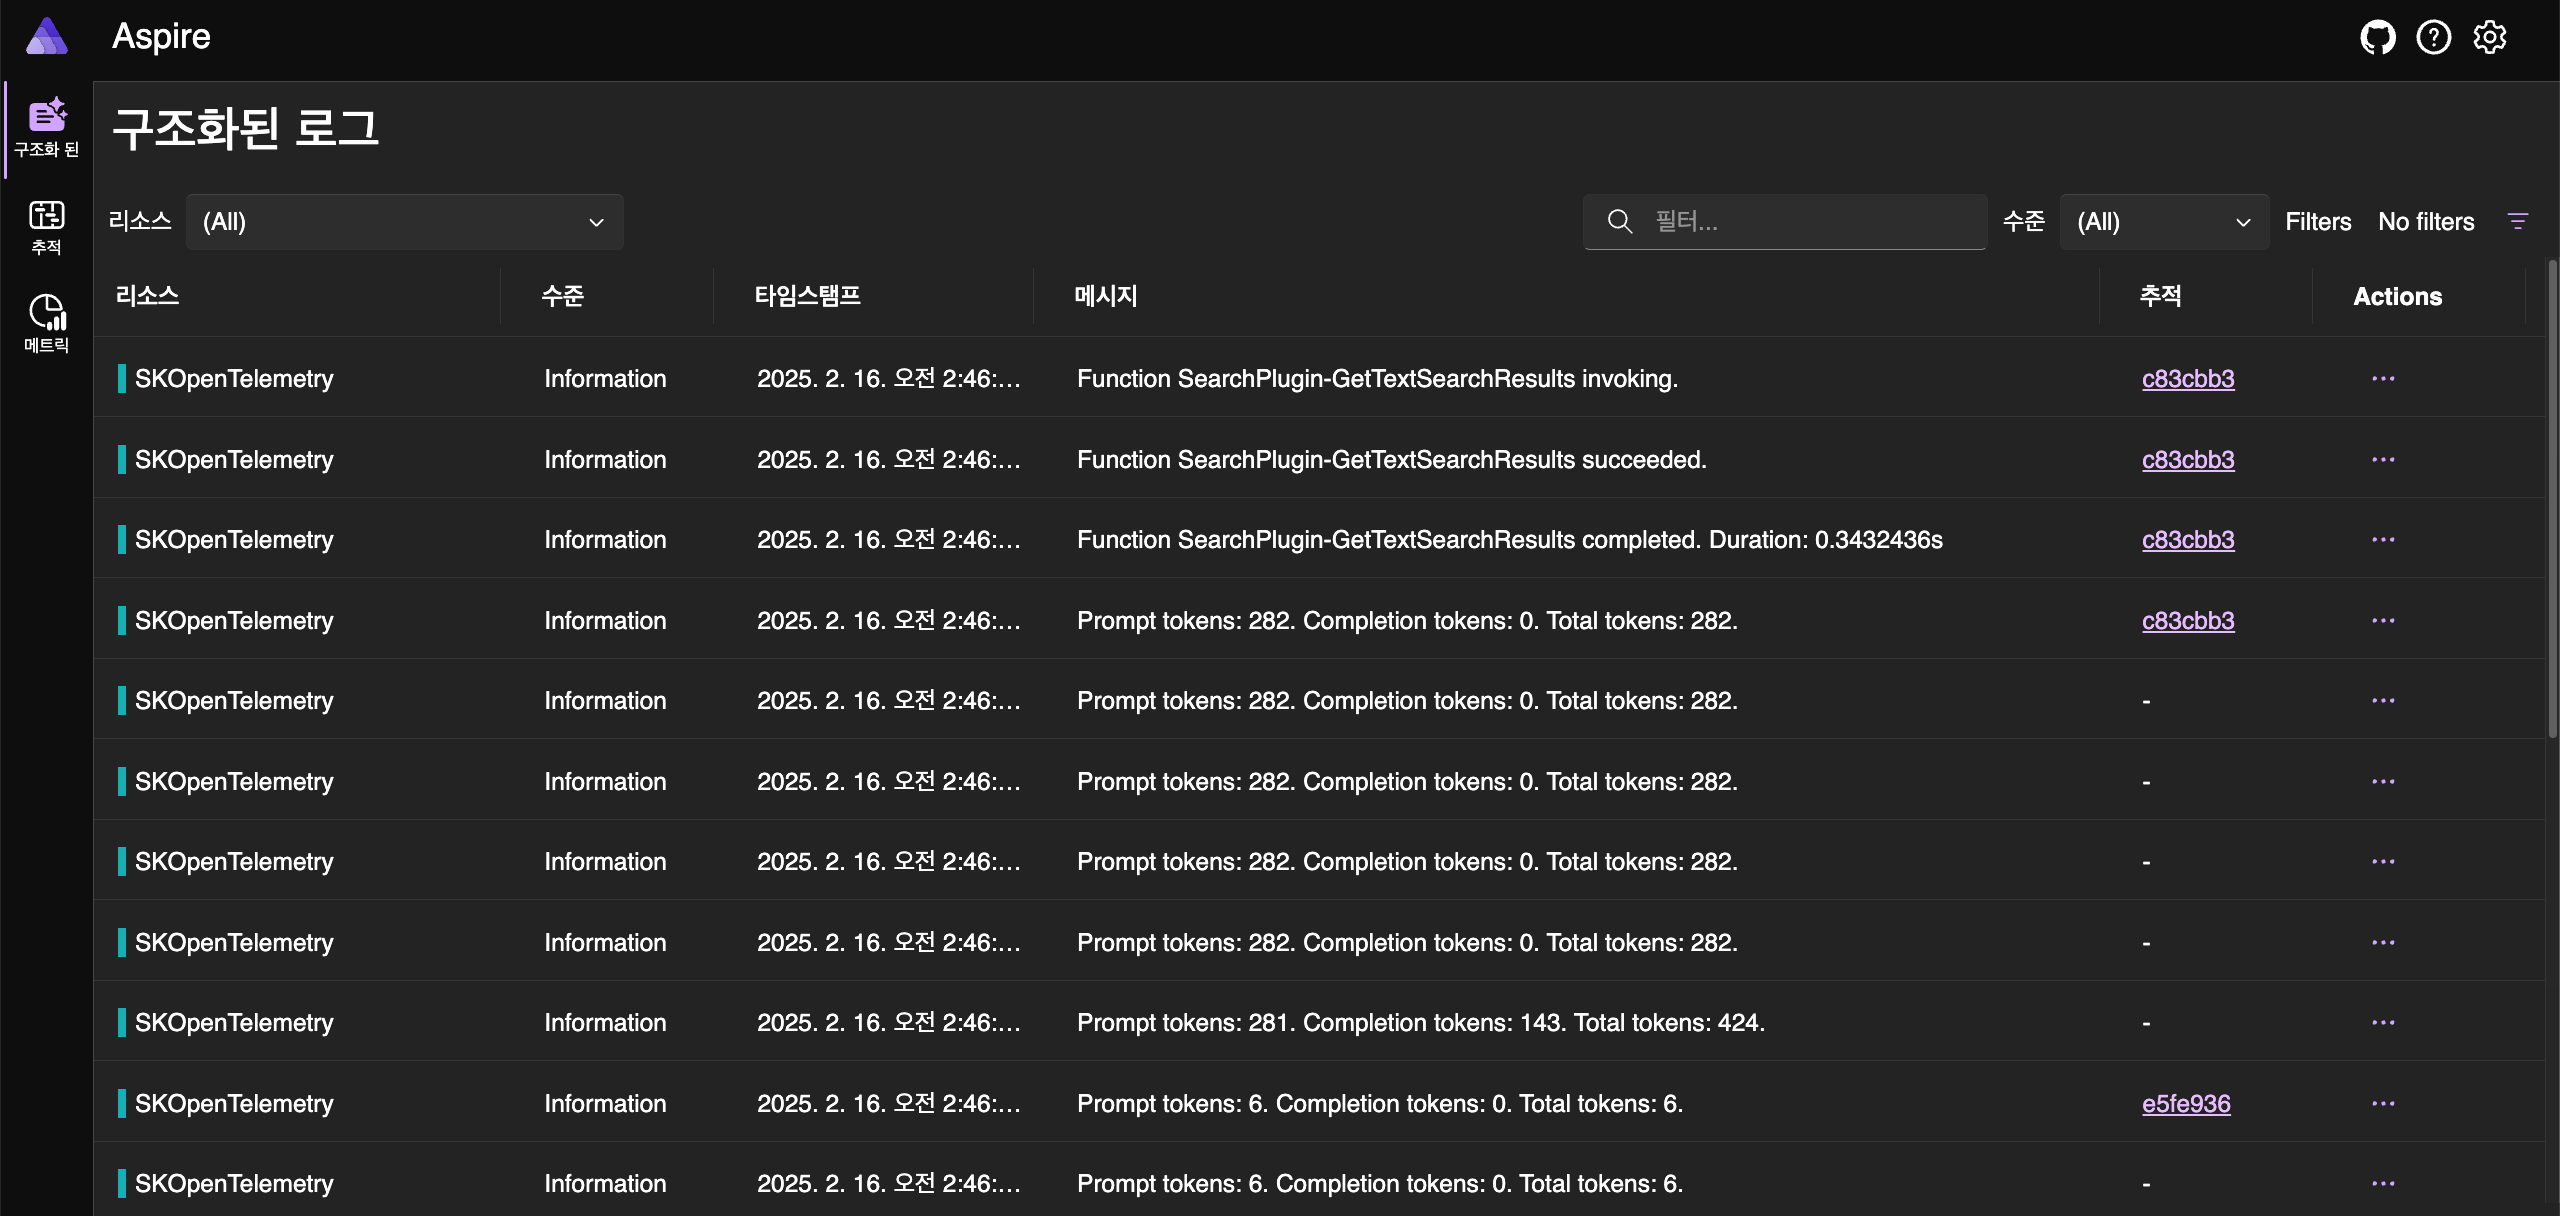 Aspire
구조화 된
추적
메트릭
구조화된 로그
리소스 (All) 필터... 수준 (All) Filters No filters
리소스 수준 타임스탬프 메시지 추적 Actions
SKOpenTelemetry Information 2025. 2. 16. 오전 2:46:... Function SearchPlugin-GetTextSearchResults invoking. c83cbb3 ...
SKOpenTelemetry Information 2025. 2. 16. 오전 2:46:... Function SearchPlugin-GetTextSearchResults succeeded. c83cbb3 ...
SKOpenTelemetry Information 2025. 2. 16. 오전 2:46:... Function SearchPlugin-GetTextSearchResults completed. Duration: 0.3432436s c83cbb3 ...
SKOpenTelemetry Information 2025. 2. 16. 오전 2:46:... Prompt tokens: 282. Completion tokens: 0. Total tokens: 282. c83cbb3 ...
SKOpenTelemetry Information 2025. 2. 16. 오전 2:46:... Prompt tokens: 282. Completion tokens: 0. Total tokens: 282. - ...
SKOpenTelemetry Information 2025. 2. 16. 오전 2:46:... Prompt tokens: 282. Completion tokens: 0. Total tokens: 282. - ...
SKOpenTelemetry Information 2025. 2. 16. 오전 2:46:... Prompt tokens: 282. Completion tokens: 0. Total tokens: 282. - ...
SKOpenTelemetry Information 2025. 2. 16. 오전 2:46:... Prompt tokens: 282. Completion tokens: 0. Total tokens: 282. - ...
SKOpenTelemetry Information 2025. 2. 16. 오전 2:46:... Prompt tokens: 281. Completion tokens: 143. Total tokens: 424. - ...
SKOpenTelemetry Information 2025. 2. 16. 오전 2:46:... Prompt tokens: 6. Completion tokens: 0. Total tokens: 6. e5fe936 ...
SKOpenTelemetry Information 2025. 2. 16. 오전 2:46:... Prompt tokens: 6. Completion tokens: 0. Total tokens: 6. - ...